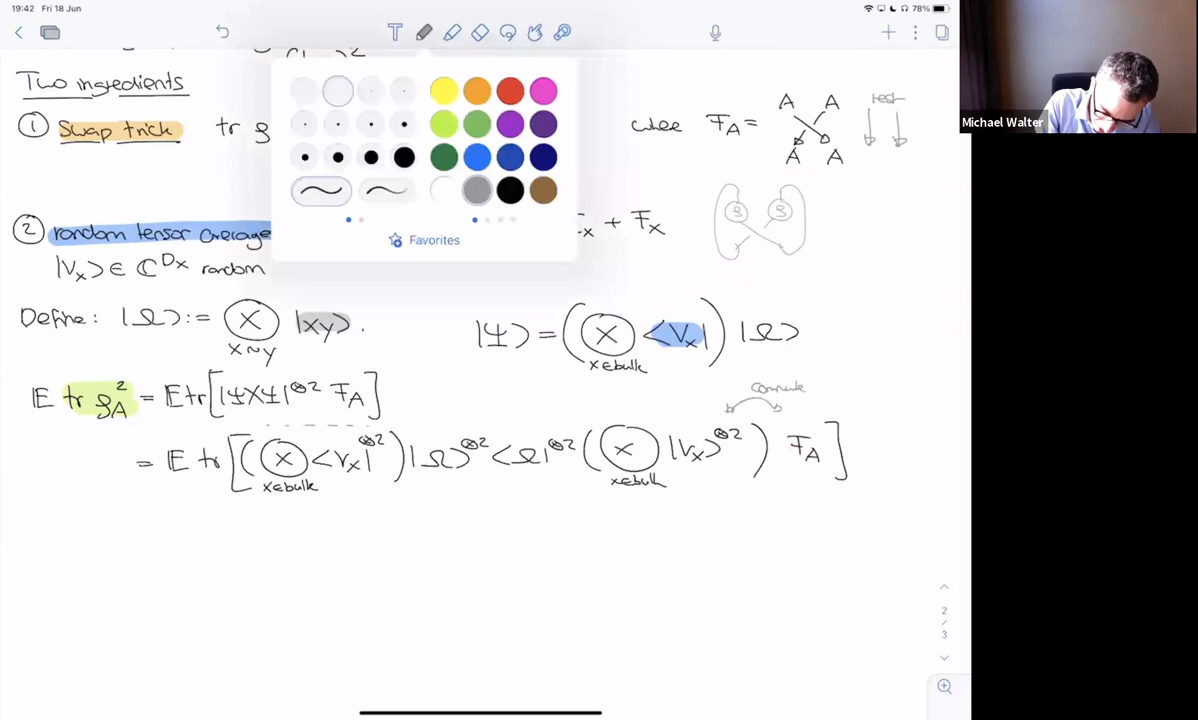 19:42 Fri 18 Jun
78%
Two ingredients
① Swap trick tr ρ where F_A = A A A A rest
② random tensor average F_x + F_x ρ ρ
|V_x⟩ ∈ ℂ^{D_x} random
Define: |Ω⟩ := ⊗_{x~y} |xy⟩. |Ψ⟩ = (⊗_{x∈bulk} ⟨V_x|) |Ω⟩
𝔼 tr ρ_A^2 = 𝔼 tr[|Ψ⟩⟨Ψ|^{⊗2} F_A]
commute
= 𝔼 tr[(⊗_{x∈bulk} ⟨V_x|^{⊗2}) |Ω⟩^{⊗2} ⟨Ω|^{⊗2} (⊗_{x∈bulk} |V_x⟩^{⊗2}) F_A]
Favorites
Michael Walter
2
/
3